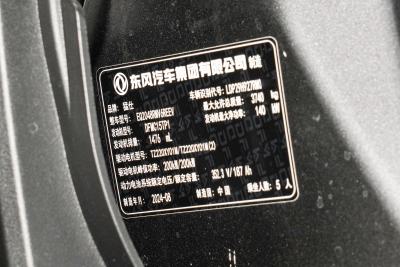 东风汽车集团有限公司 制造
品牌：猛士 车辆识别代号：
整车型号： 最大允许总质量：3740 kg
发动机型号：DFMC15TP1 发动机最大净功率：140 kW
发动机排量：1476 mL
驱动电机型号：TZ220XY01W/TZ220XY01W(2)
驱动电机峰值功率：200kW/200kW
动力电池系统额定电压/额定容量：352.3 V/187 Ah
制造年月：2024-08 制造国：中国 乘坐人数：5 人